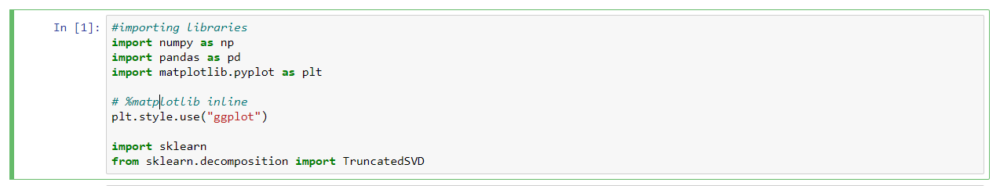 In [1]:
#importing libraries
import numpy as np
import pandas as pd
import matplotlib.pyplot as plt
# %matplotlib inline
plt.style.use("ggplot")
import sklearn
from sklearn.decomposition import TruncatedSVD